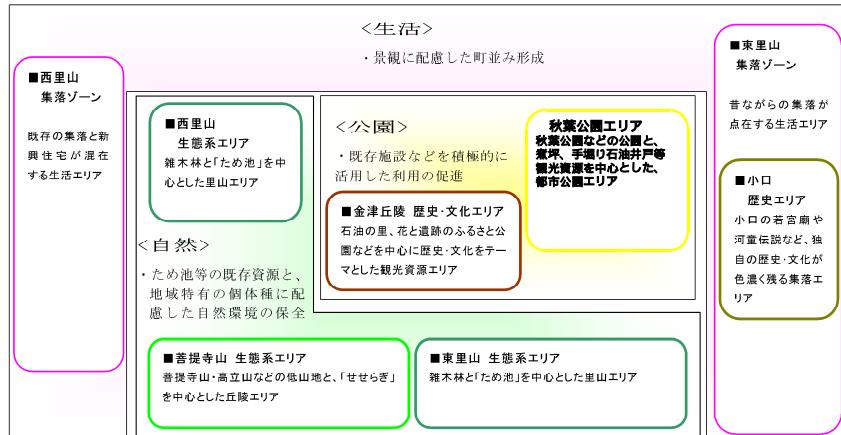 <生活>
・景観に配慮した町並み形成
■西里山
集落ゾーン
既存の集落と新
興住宅が混在
する生活エリア
■西里山
生態系エリア
雑木林と「ため池」を中
心とした里山エリア
<自然>
・ため池等の既存資源と、
地域特有の個体種に配
慮した自然環境の保全
<公園>
・既存施設などを積極的に
活用した利用の促進
■金津丘陵 歴史・文化エリア
石油の里、花と遺跡のふるさと公
園などを中心に歴史・文化をテー
マとした観光資源エリア
秋葉公園エリア
秋葉公園などの公園と、
煮坪、手掘り石油井戸等
観光資源を中心とした、
都市公園エリア
■東里山
集落ゾーン
昔ながらの集落が
点在する生活エリア
■小口
歴史エリア
小口の若宮廟や
河童伝説など、独
自の歴史・文化が
色濃く残る集落エ
リア
■菩提寺山 生態系エリア
菩提寺山・高立山などの低山地と、「せせらぎ」
を中心とした丘陵エリア
■東里山 生態系エリア
雑木林と「ため池」を中心とした里山エリア